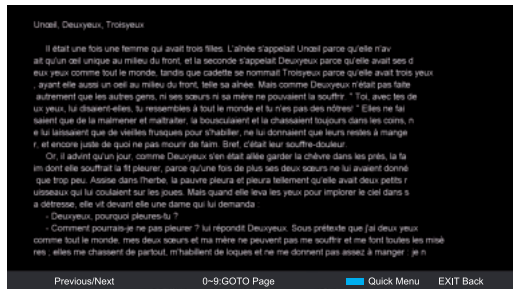 Unœil, Deuxyeux, Troisyeux
Il était une fois une femme qui avait trois filles. L'aînée s'appelait Unœil parce qu'elle n'av
ait qu'un œil unique au milieu du front, et la seconde s'appelait Deuxyeux parce qu'elle avait ses d
eux yeux comme tout le monde, tandis que cadette se nommait Troisyeux parce qu'elle avait trois yeux
, ayant elle aussi un oeil au milieu du front, telle sa aînée. Mais comme Deuxyeux n'était pas faite
autrement que les autres gens, ni ses sœurs ni sa mère ne pouvaient la souffrir. " Toi, avec tes de
ux yeux, lui disaient-elles, tu ressembles à tout le monde et tu n'es pas des nôtres! " Elles ne fai
saient que de la malmener et maltraiter, la bousculaient et la chassaient toujours dans les coins, n
e lui laissaient que de vieilles frusques pour s'habiller, ne lui donnaient que leurs restes à mange
r, et encore juste de quoi ne pas mourir de faim. Bref, c'était leur souffre-douleur.
Or, il advint qu'un jour, comme Deuxyeux s'en était allée garder la chèvre dans les prés, la fa
im dont elle souffrait la fit pleurer, parce qu'une fois de plus ses deux sœurs ne lui avaient donné
que trop peu. Assise dans l'herbe, la pauvre pleura et pleura tellement qu'elle avait deux petits r
uisseaux qui lui coulaient sur les joues. Mais quand elle leva les yeux pour implorer le ciel dans s
a détresse, elle vit devant elle une dame qui lui demanda :
- Deuxyeux, pourquoi pleures-tu ?
- Comment pourrais-je ne pas pleurer ? lui répondit Deuxyeux. Sous prétexte que j'ai deux yeux
comme tout le monde, mes deux sœurs et ma mère ne peuvent pas me souffrir et me font toutes les misè
res ; elles me chassent de partout, m'habillent de loques et ne me donnent pas assez à manger : je n
Previous/Next 0~9:GOTO Page Quick Menu EXIT Back